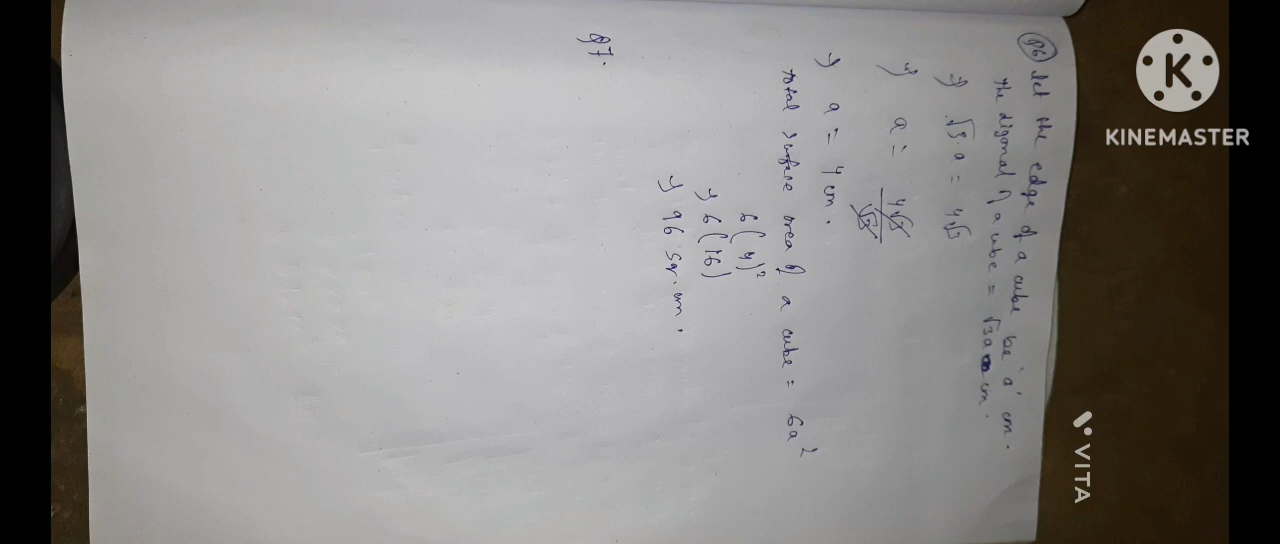 Q6 Let the edge of a cube be 'a' cm.
the digonal of a cube = √3a cm.
⇒ √3 a = 4√3
⇒ a = 4√3/√3
⇒ a = 4 cm.
total surface area of a cube = 6a²
6(4)²
⇒ 6(16)
⇒ 96 sq. cm.
Q7.
KINEMASTER
VITA